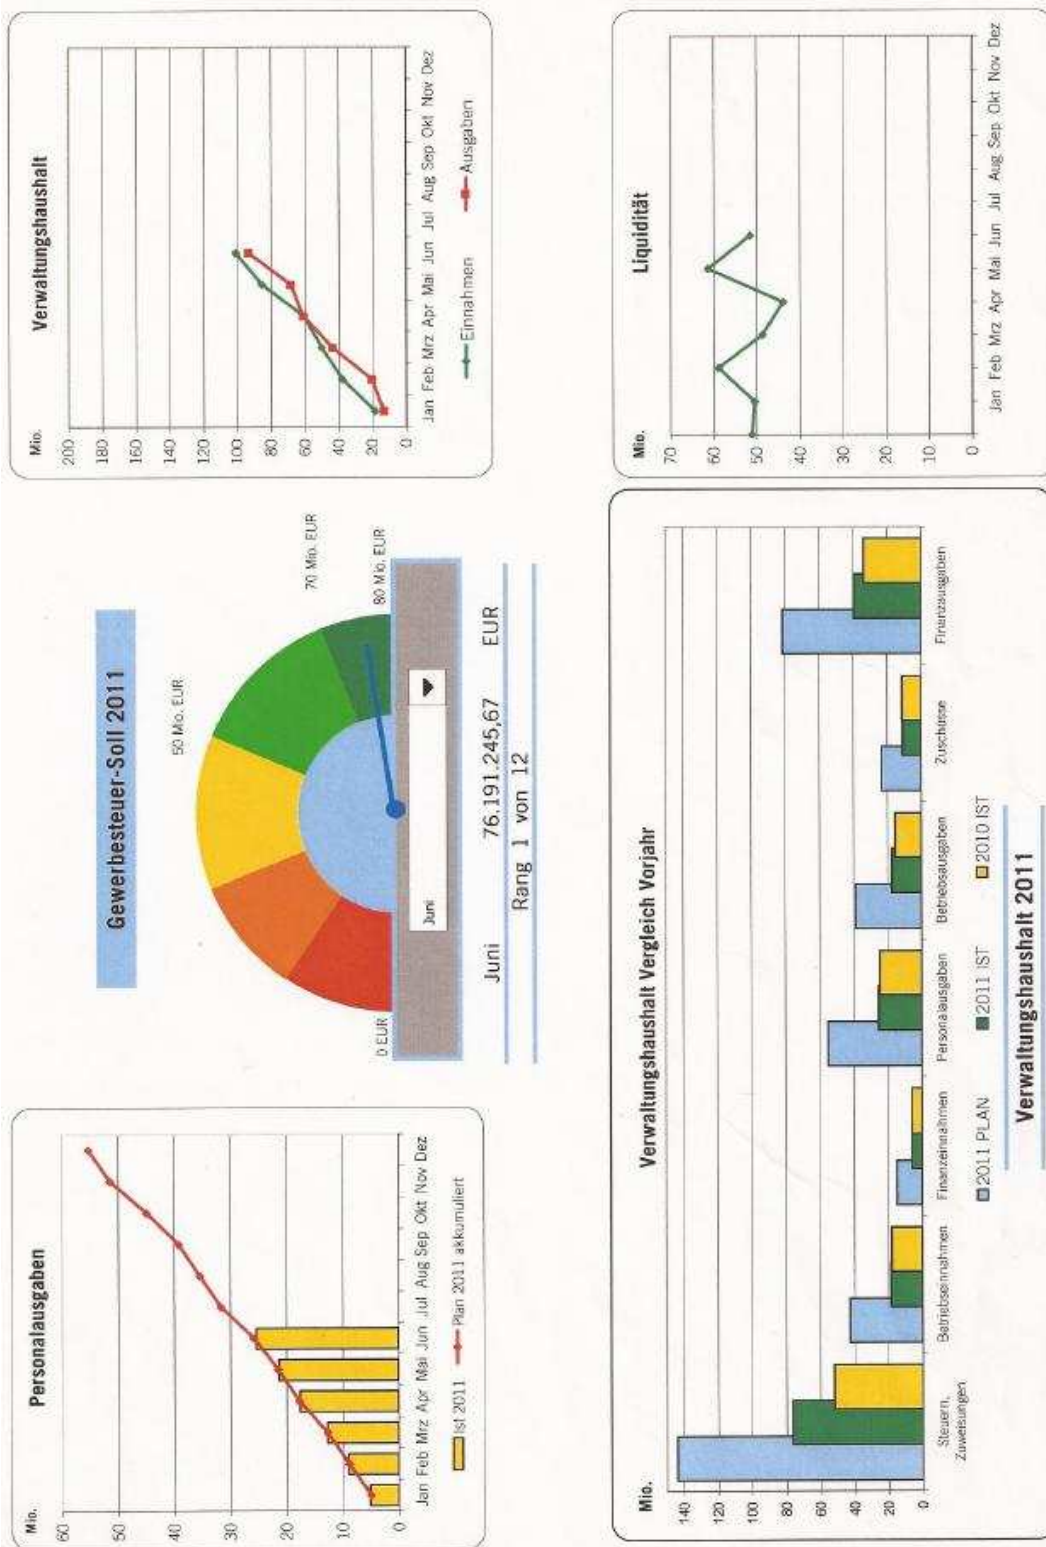 Personalausgaben
Mio.
60
50
40
30
20
10
0
Jan Feb Mrz Apr Mai Jun Jul Aug Sep Okt Nov Dez
Ist 2011 Plan 2011 akkumuliert
Gewerbesteuer-Soll 2011
50 Mio. EUR
70 Mio. EUR
0 EUR
80 Mio. EUR
Juni
Juni 76.191.245,67 EUR
Rang 1 von 12
Verwaltungshaushalt
Mio.
200
180
160
140
120
100
80
60
40
20
0
Jan Feb Mrz Apr Mai Jun Jul Aug Sep Okt Nov Dez
Einnahmen Ausgaben
Verwaltungshaushalt Vergleich Vorjahr
Mio.
140
120
100
80
60
40
20
0
Steuern, Betriebseinnahmen Finanzeinnahmen Personalausgaben Betriebsausgaben Zuschüsse Finanzausgaben
Zuweisungen
2011 PLAN 2011 IST 2010 IST
Verwaltungshaushalt 2011
Liquidität
Mio.
70
60
50
40
30
20
10
0
Jan Feb Mrz Apr Mai Jun Jul Aug Sep Okt Nov Dez